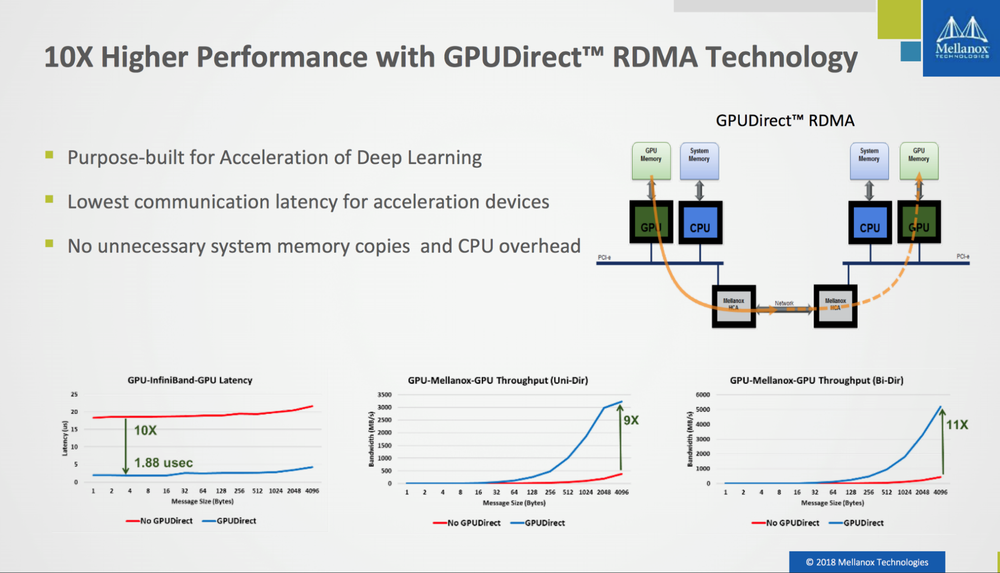 Mellanox
TECHNOLOGIES
10X Higher Performance with GPUDirect™ RDMA Technology
Purpose-built for Acceleration of Deep Learning
Lowest communication latency for acceleration devices
No unnecessary system memory copies  and CPU overhead
GPUDirect™ RDMA
GPU Memory
System Memory
System Memory
GPU Memory
GPU
CPU
CPU
GPU
PCI-e
PCI-e
Mellanox HCA
Network
Mellanox HCA
GPU-InfiniBand-GPU Latency
25
20
15
10
5
0
Latency (us)
10X
1.88 usec
1 2 4 8 16 32 64 128 256 512 1024 2048 4096
Message Size (Bytes)
No GPUDirect GPUDirect
GPU-Mellanox-GPU Throughput (Uni-Dir)
3500
3000
2500
2000
1500
1000
500
0
Bandwidth (MB/s)
9X
1 2 4 8 16 32 64 128 256 512 1024 2048 4096
Message Size (Bytes)
No GPUDirect GPUDirect
GPU-Mellanox-GPU Throughput (Bi-Dir)
6000
5000
4000
3000
2000
1000
0
Bandwidth (MB/s)
11X
1 2 4 8 16 32 64 128 256 512 1024 2048 4096
Message Size (Bytes)
No GPUDirect GPUDirect
© 2018 Mellanox Technologies